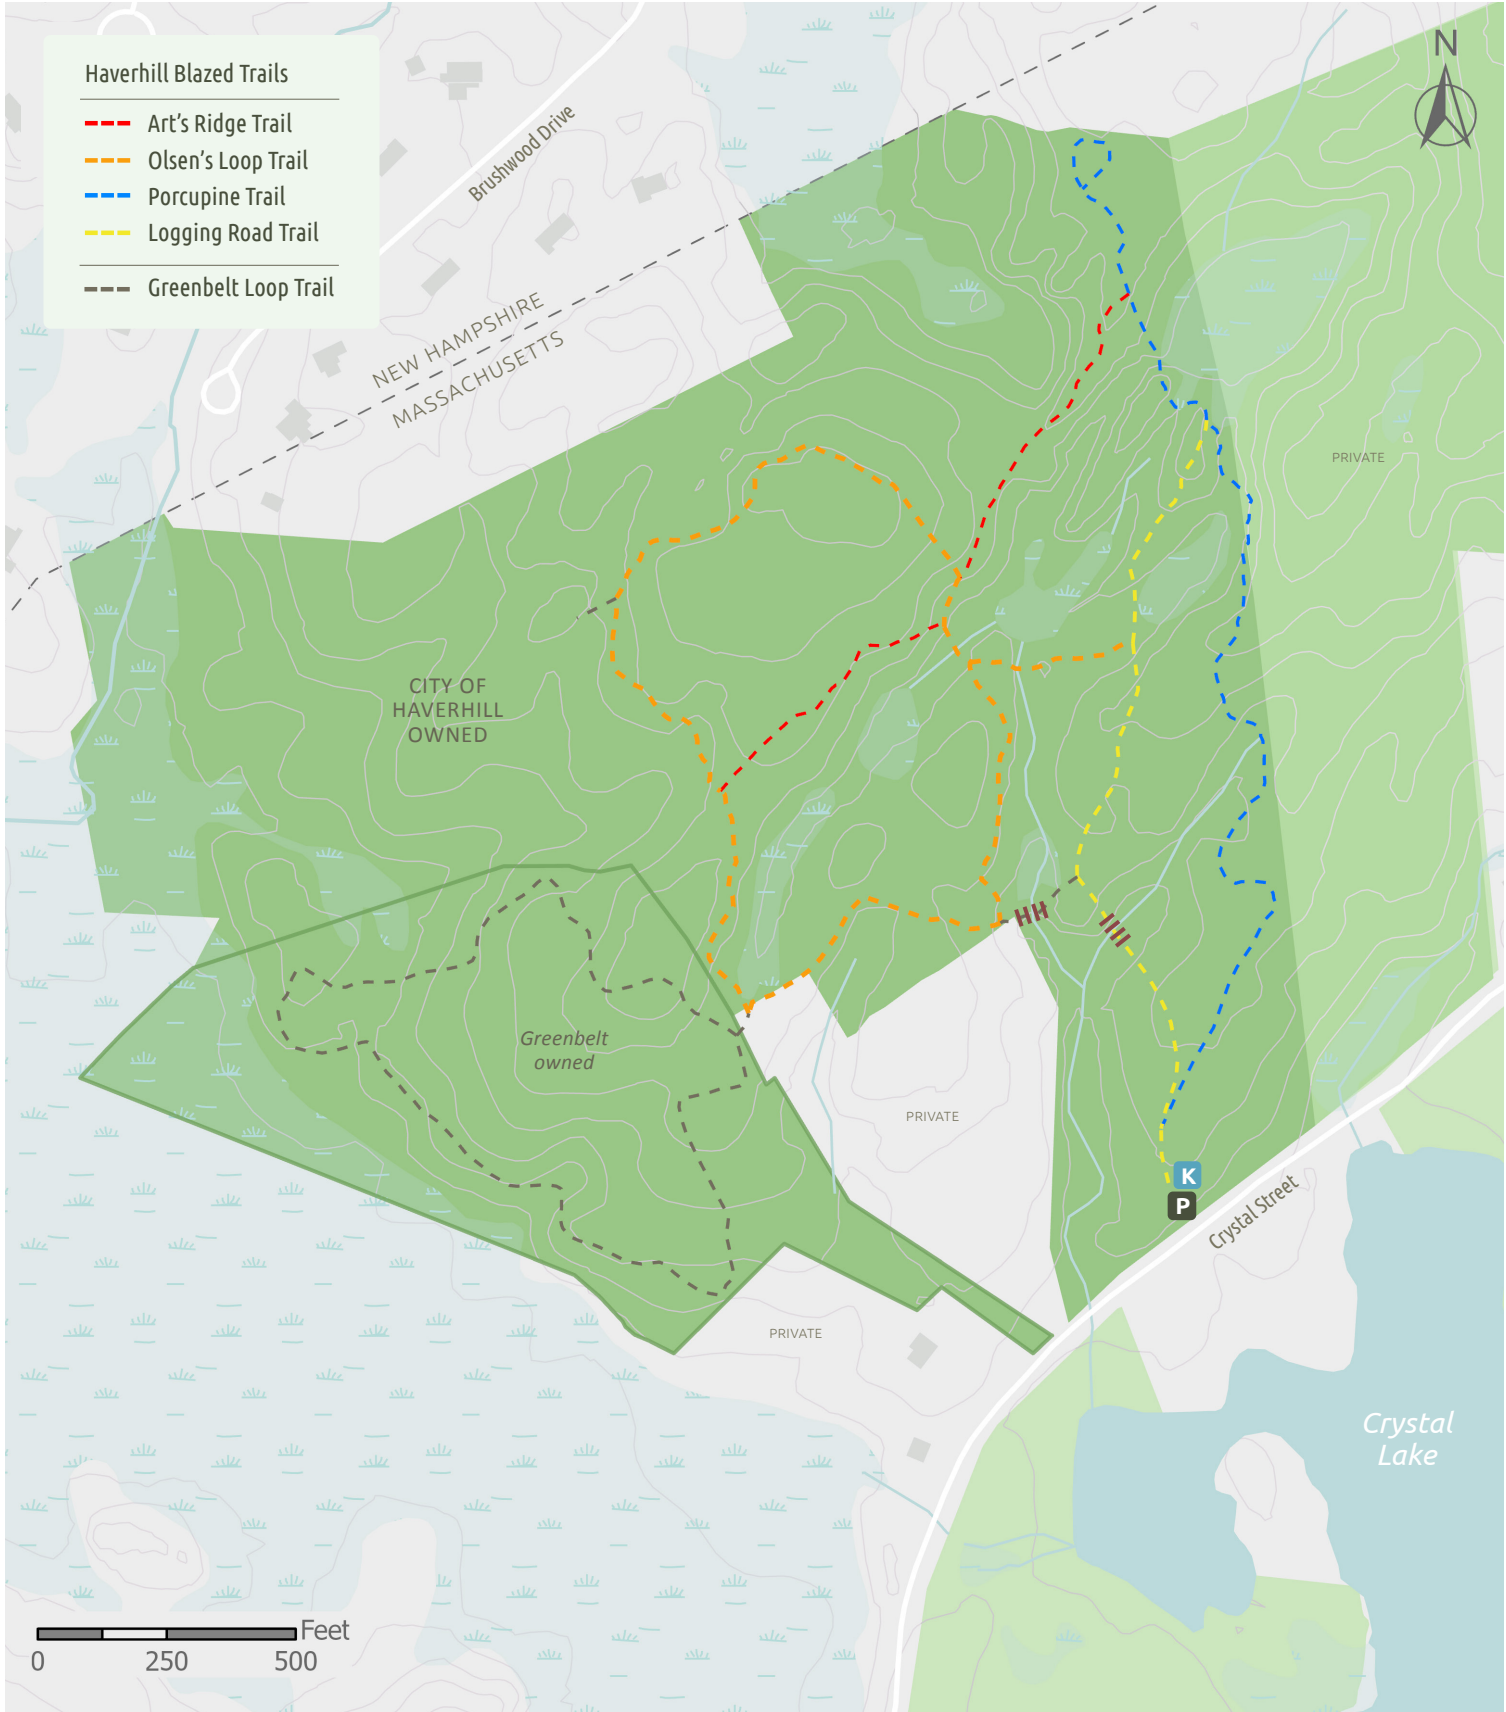 Haverhill Blazed Trails
Art's Ridge Trail
Olsen's Loop Trail
Porcupine Trail
Logging Road Trail
Greenbelt Loop Trail
Brushwood Drive
N
NEW HAMPSHIRE
MASSACHUSETTS
PRIVATE
CITY OF
HAVERHILL
OWNED
Greenbelt
owned
PRIVATE
K
P
Crystal Street
PRIVATE
Crystal
Lake
Feet
0 250 500